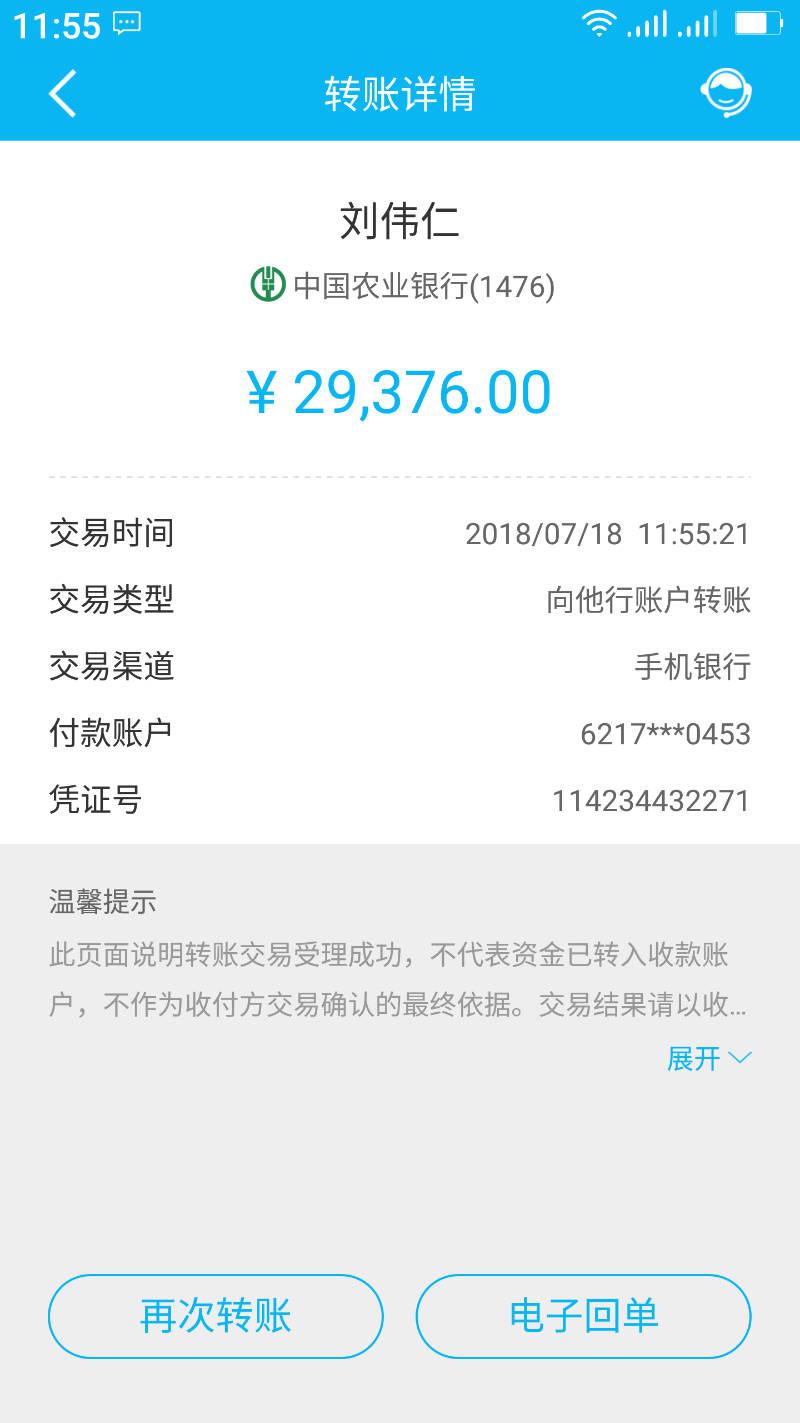 11:55
转账详情
刘伟仁
中国农业银行(1476)
¥ 29,376.00
交易时间 2018/07/18 11:55:21
交易类型 向他行账户转账
交易渠道 手机银行
付款账户 6217***0453
凭证号 114234432271
温馨提示
此页面说明转账交易受理成功，不代表资金已转入收款账
户，不作为收付方交易确认的最终依据。交易结果请以收...
展开
再次转账 电子回单